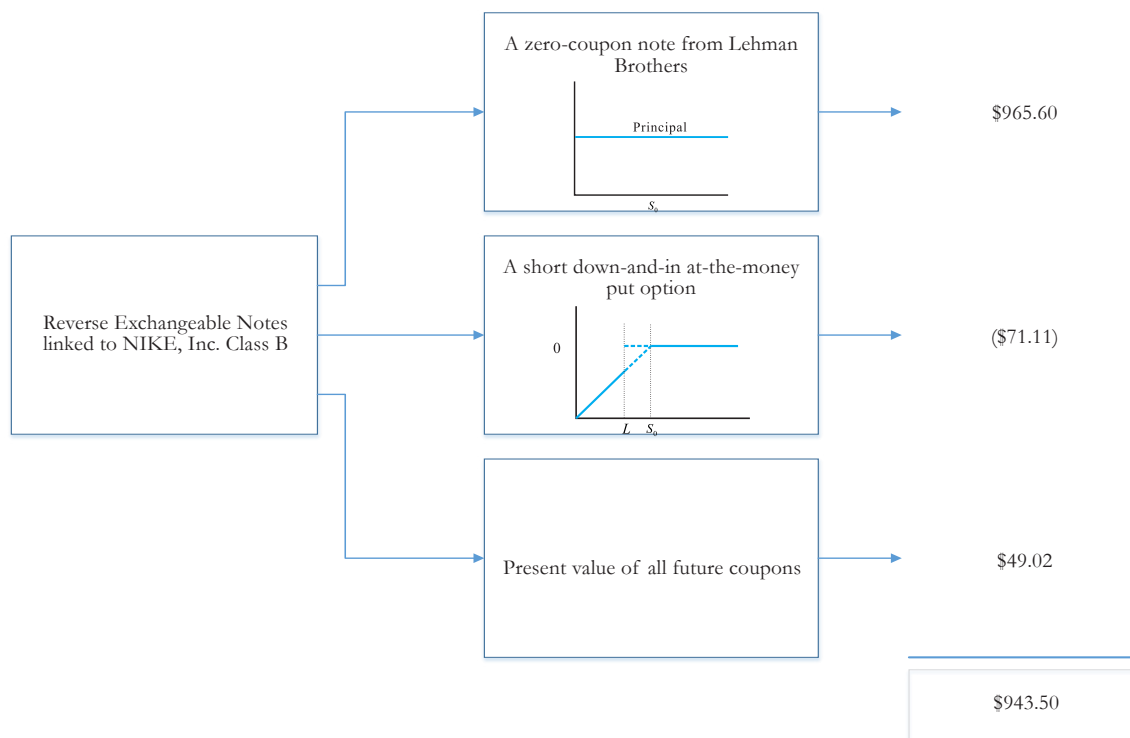 A zero-coupon note from Lehman
Brothers
Principal
S₀
$965.60
Reverse Exchangeable Notes
linked to NIKE, Inc. Class B
A short down-and-in at-the-money
put option
0
L S₀
($71.11)
Present value of all future coupons
$49.02
$943.50